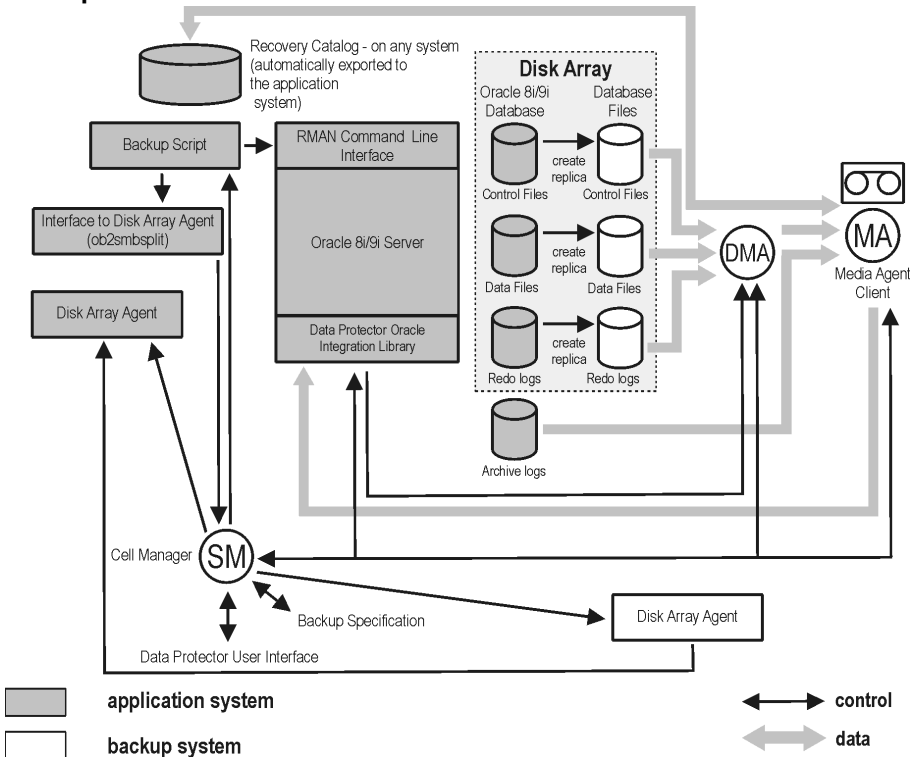 Recovery Catalog - on any system
(automatically exported to
the application
system)
Disk Array
Oracle 8i/9i
Database
Database
Files
Backup Script
RMAN Command Line
Interface
create
replica
Control Files
Control Files
Interface to Disk Array Agent
(ob2smbsplit)
Oracle 8i/9i Server
create
replica
Data Files
Data Files
DMA
MA
Media Agent
Client
Disk Array Agent
Data Protector Oracle
Integration Library
create
replica
Redo logs
Redo logs
Archive logs
Cell Manager
SM
Backup Specification
Disk Array Agent
Data Protector User Interface
application system
control
backup system
data